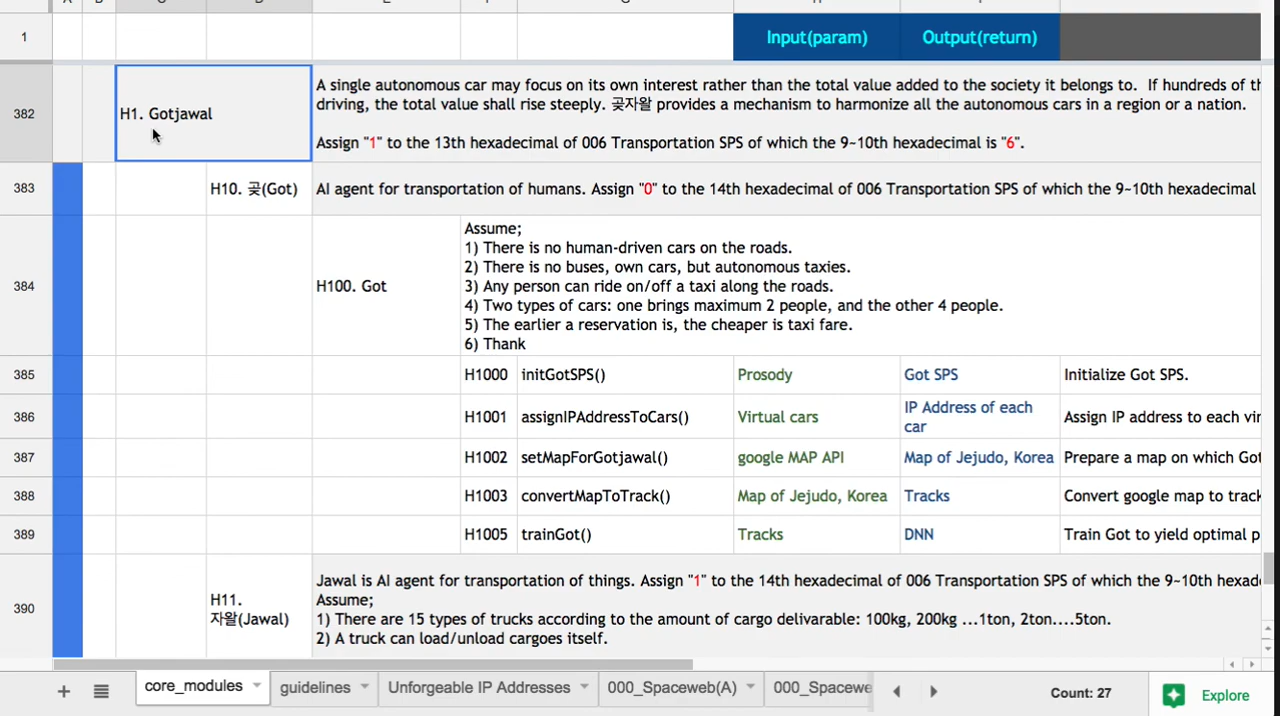 1 Input(param) Output(return)
382 H1. Gotjawal
A single autonomous car may focus on its own interest rather than the total value added to the society it belongs to. If hundreds of th
driving, the total value shall rise steeply. 곶자왈 provides a mechanism to harmonize all the autonomous cars in a region or a nation.
Assign "1" to the 13th hexadecimal of 006 Transportation SPS of which the 9~10th hexadecimal is "6".
383 H10. 곶(Got) AI agent for transportation of humans. Assign "0" to the 14th hexadecimal of 006 Transportation SPS of which the 9~10th hexadecimal
384 H100. Got
Assume;
1) There is no human-driven cars on the roads.
2) There is no buses, own cars, but autonomous taxies.
3) Any person can ride on/off a taxi along the roads.
4) Two types of cars: one brings maximum 2 people, and the other 4 people.
5) The earlier a reservation is, the cheaper is taxi fare.
6) Thank
385 H1000 initGotSPS() Prosody Got SPS Initialize Got SPS.
386 H1001 assignIPAddressToCars() Virtual cars IP Address of each
car Assign IP address to each vir
387 H1002 setMapForGotjawal() google MAP API Map of Jejudo, Korea Prepare a map on which Got
388 H1003 convertMapToTrack() Map of Jejudo, Korea Tracks Convert google map to track
389 H1005 trainGot() Tracks DNN Train Got to yield optimal p
390 H11.
자왈(Jawal)
Jawal is AI agent for transportation of things. Assign "1" to the 14th hexadecimal of 006 Transportation SPS of which the 9~10th hexade
Assume;
1) There are 15 types of trucks according to the amount of cargo delivarable: 100kg, 200kg ...1ton, 2ton....5ton.
2) A truck can load/unload cargoes itself.
core_modules guidelines Unforgeable IP Addresses 000_Spaceweb(A) 000_Spacewe Count: 27 Explore